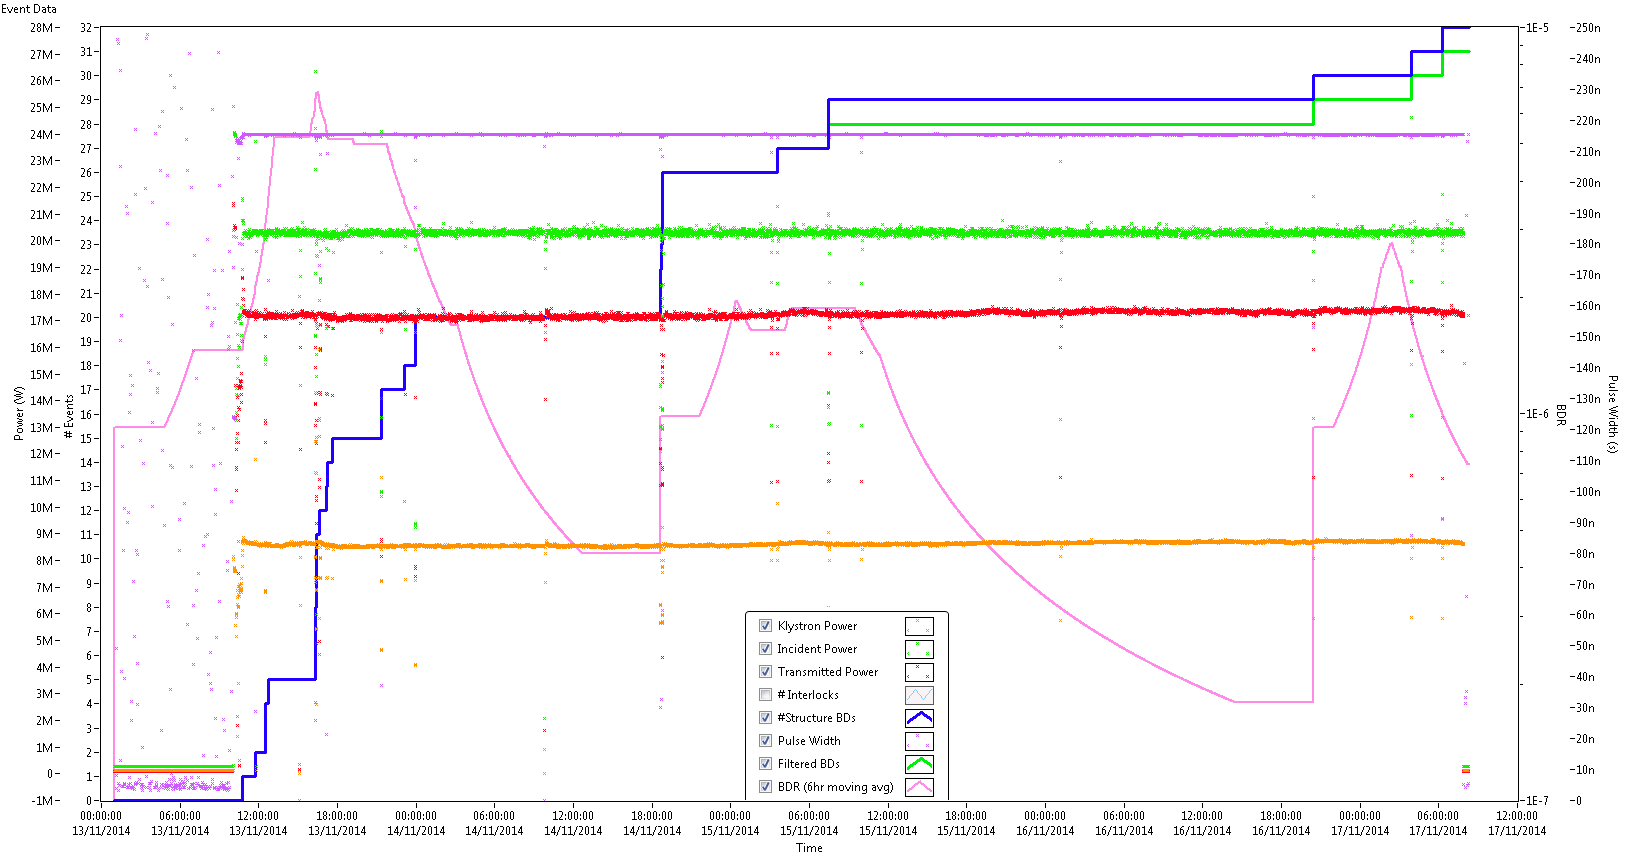 Event Data
28M
27M
26M
25M
24M
23M
22M
21M
20M
19M
18M
17M
16M
15M
14M
13M
12M
11M
10M
9M
8M
7M
6M
5M
4M
3M
2M
1M
0
-1M
Power (W)
32
31
30
29
28
27
26
25
24
23
22
21
20
19
18
17
16
15
14
13
12
11
10
9
8
7
6
5
4
3
2
1
0
# Events
Klystron Power
Incident Power
Transmitted Power
# Interlocks
#Structure BDs
Pulse Width
Filtered BDs
BDR (6hr moving avg)
1E-5
1E-6
1E-7
BDR
250n
240n
230n
220n
210n
200n
190n
180n
170n
160n
150n
140n
130n
120n
110n
100n
90n
80n
70n
60n
50n
40n
30n
20n
10n
0
Pulse Width (s)
00:00:00 06:00:00 12:00:00 18:00:00 00:00:00 06:00:00 12:00:00 18:00:00 00:00:00 06:00:00 12:00:00 18:00:00 00:00:00 06:00:00 12:00:00 18:00:00 00:00:00 06:00:00 12:00:00
13/11/2014 13/11/2014 13/11/2014 13/11/2014 14/11/2014 14/11/2014 14/11/2014 14/11/2014 15/11/2014 15/11/2014 15/11/2014 15/11/2014 16/11/2014 16/11/2014 16/11/2014 16/11/2014 17/11/2014 17/11/2014 17/11/2014
Time